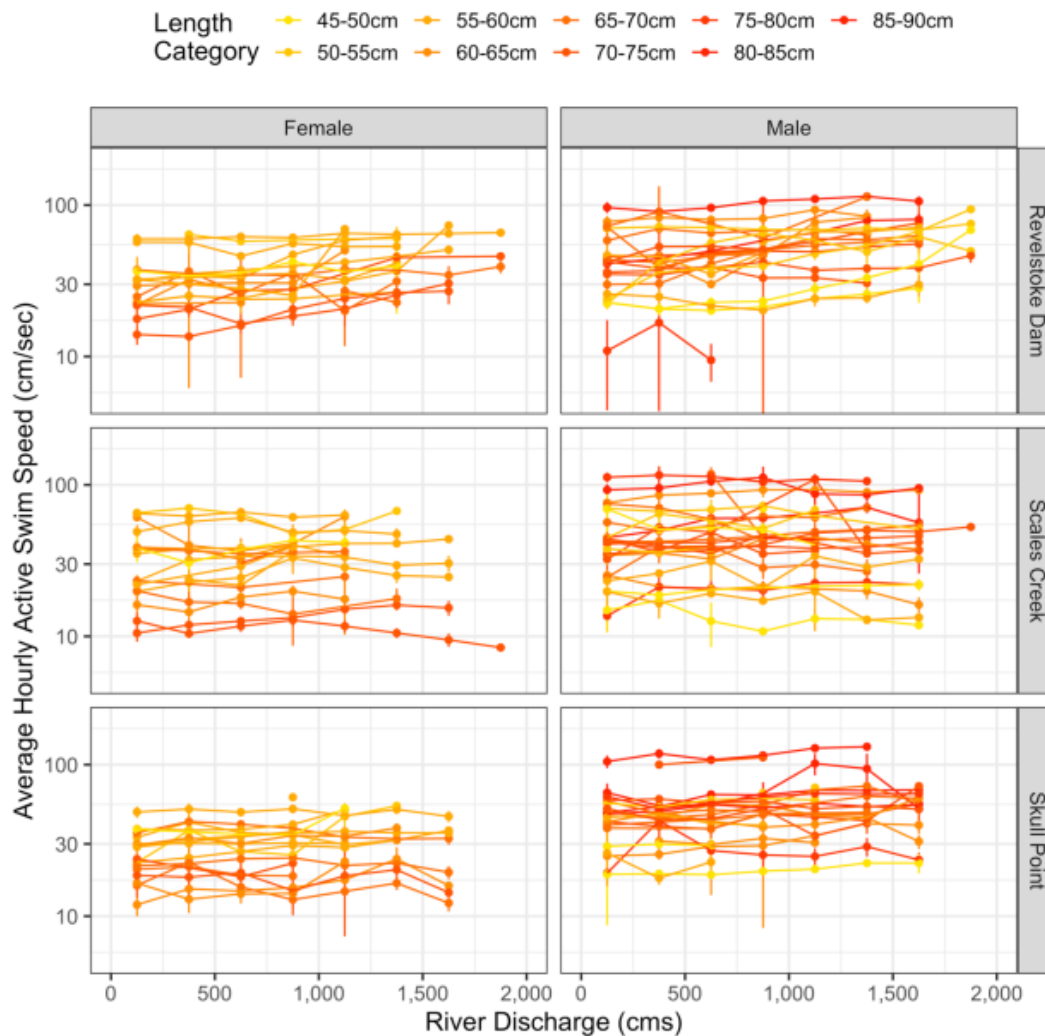 Length
Category
45-50cm 55-60cm 65-70cm 75-80cm 85-90cm
50-55cm 60-65cm 70-75cm 80-85cm
Female Male
Average Hourly Active Swim Speed (cm/sec)
100
30
10
Revelstoke Dam
100
30
10
Scales Creek
100
30
10
Skull Point
0 500 1,000 1,500 2,000 0 500 1,000 1,500 2,000
River Discharge (cms)